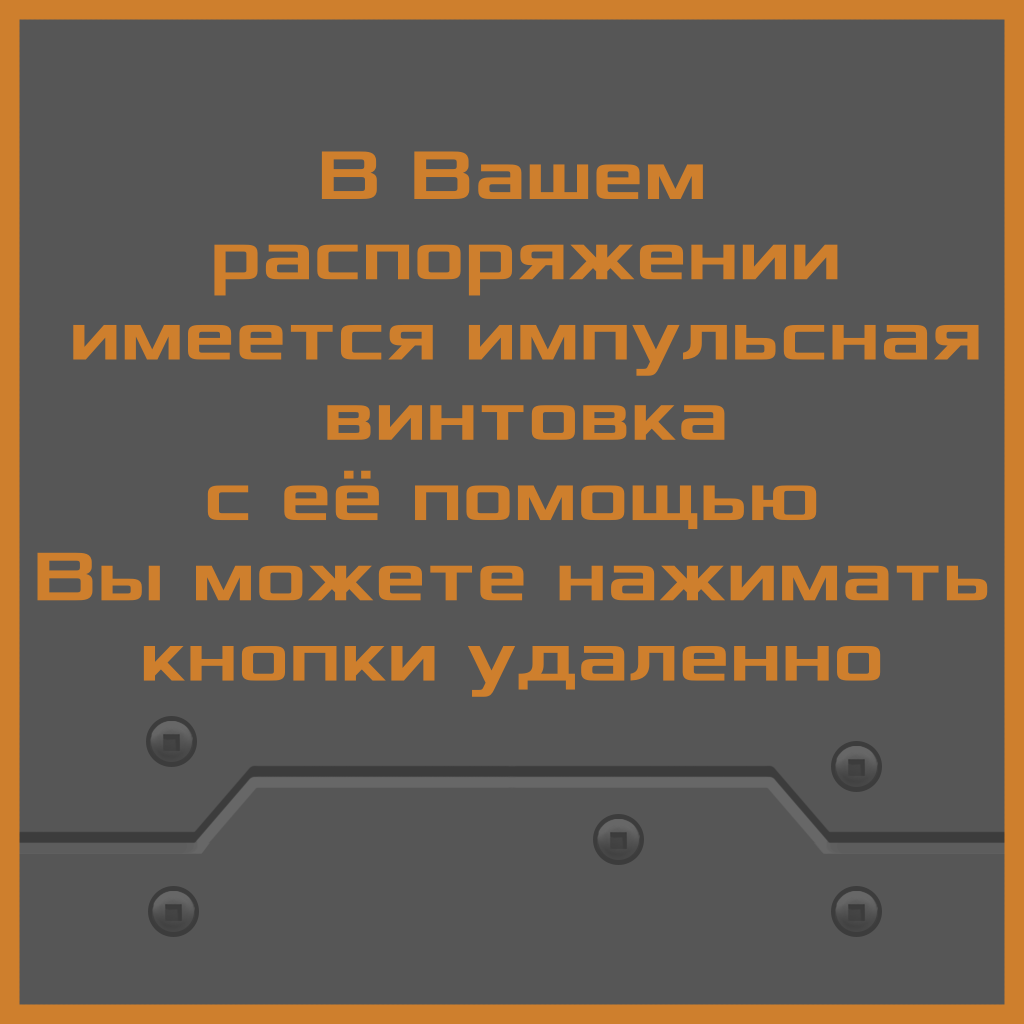 В Вашем
распоряжении
имеется импульсная
винтовка
с её помощью
Вы можете нажимать
кнопки удаленно